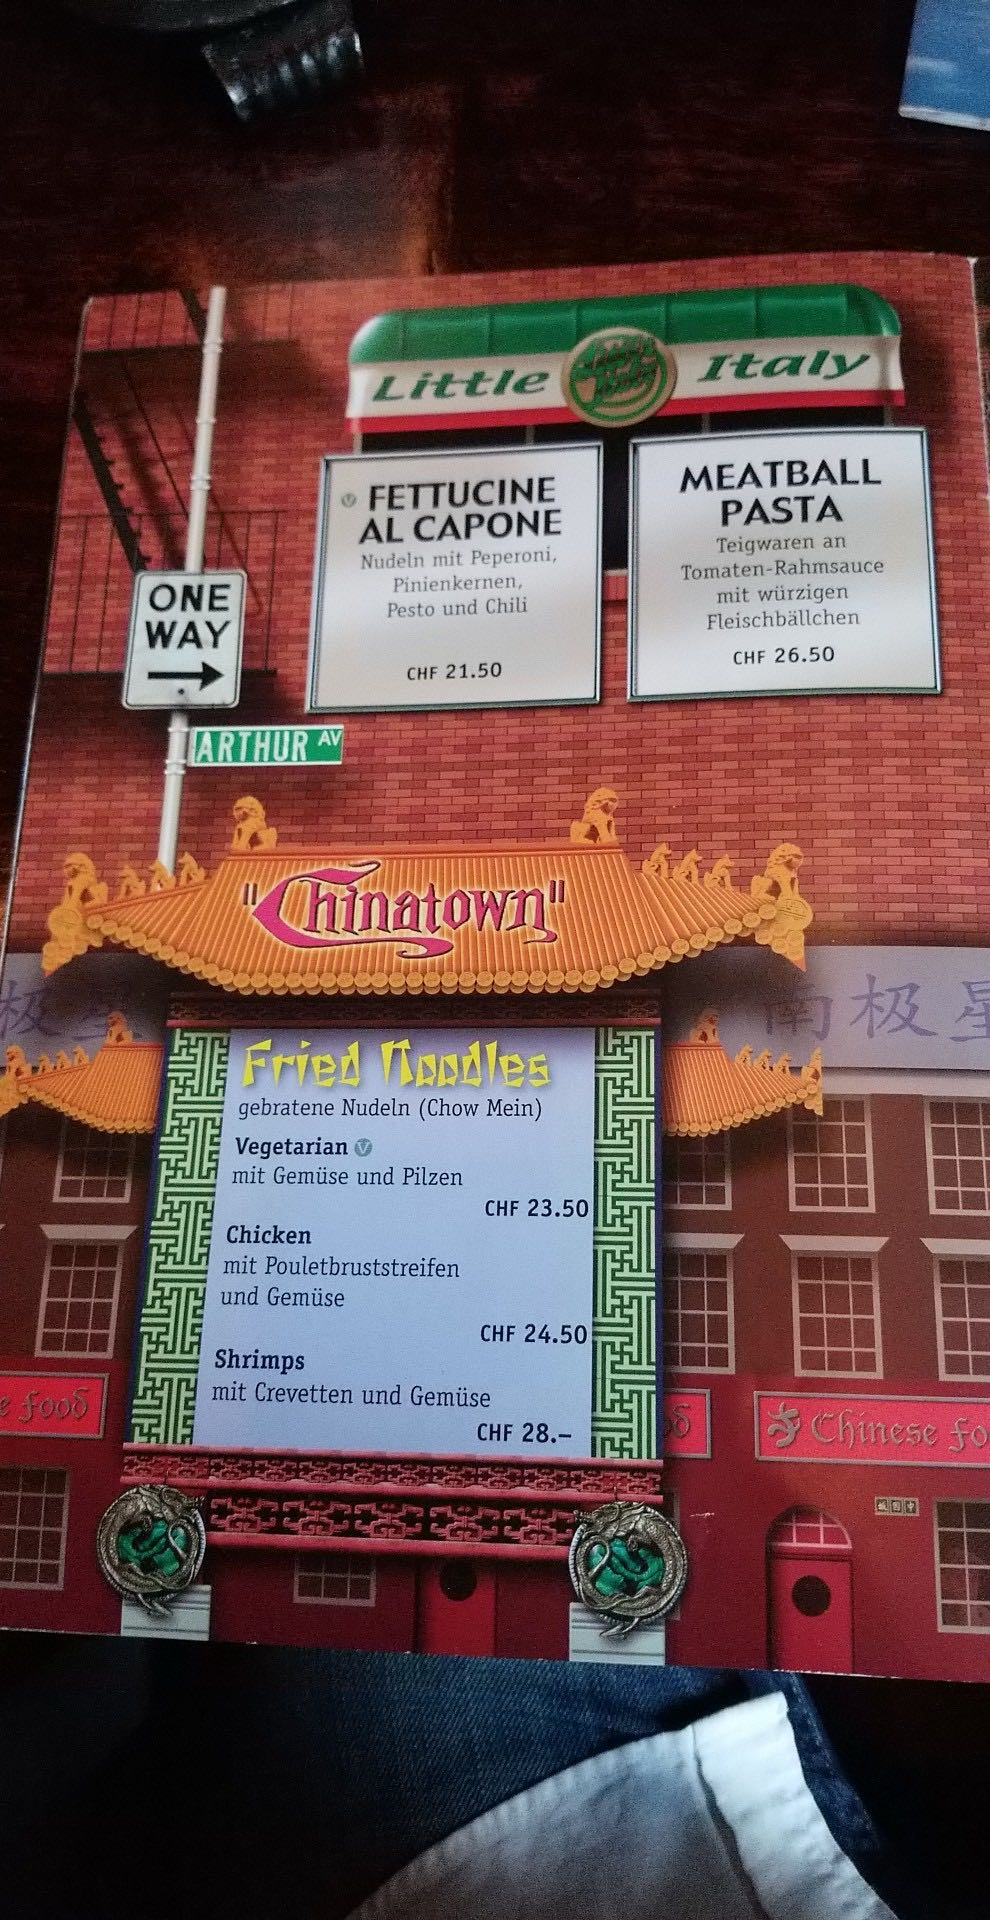 Little Italy
FETTUCINE
AL CAPONE
Nudeln mit Peperoni,
Pinienkernen,
Pesto und Chili
CHF 21.50
MEATBALL
PASTA
Teigwaren an
Tomaten-Rahmsauce
mit würzigen
Fleischbällchen
CHF 26.50
ONE
WAY
ARTHUR AV
"Chinatown"
极星
南极星
Fried Noodles
gebratene Nudeln (Chow Mein)
Vegetarian V
mit Gemüse und Pilzen
CHF 23.50
Chicken
mit Pouletbruststreifen
und Gemüse
CHF 24.50
Shrimps
mit Crevetten und Gemüse
CHF 28.–
e Food
Chinese Fo